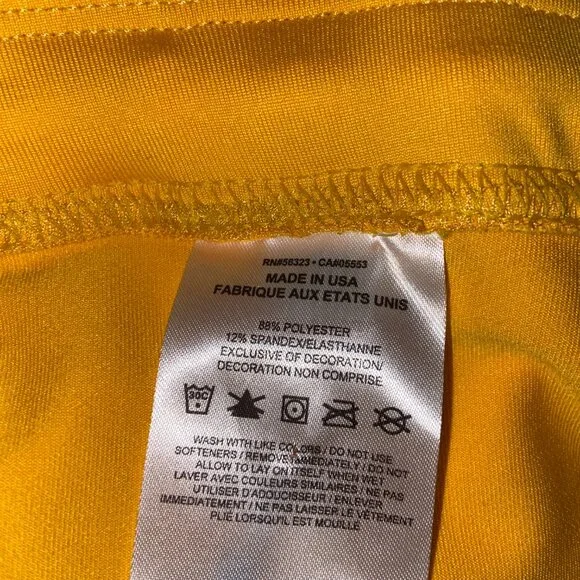 RN#58323 • CA#05553
MADE IN USA
FABRIQUE AUX ETATS UNIS
88% POLYESTER
12% SPANDEX/ELASTHANNE
EXCLUSIVE OF DECORATION/
DECORATION NON COMPRISE
30C
WASH WITH LIKE COLORS / DO NOT USE
SOFTENERS / REMOVE IMMEDIATELY / DO NOT
ALLOW TO LAY ON ITSELF WHEN WET
LAVER AVEC COULEURS SIMILAIRES / NE PAS
UTILISER D'ADOUCISSEUR / ENLEVER
IMMEDIATEMENT / NE PAS LAISSER LE VÊTEMENT
PLIÉ LORSQU'IL EST MOUILLÉ